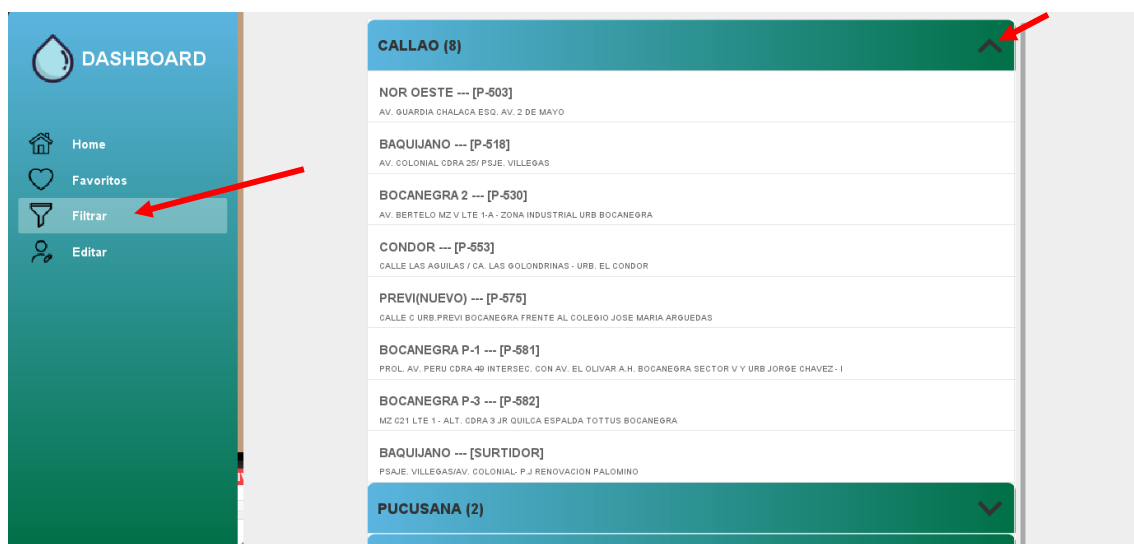 DASHBOARD
Home
Favoritos
Filtrar
Editar
CALLAO (8)
NOR OESTE --- [P-503]
AV. GUARDIA CHALACA ESQ. AV. 2 DE MAYO
BAQUIJANO --- [P-518]
AV. COLONIAL CDRA 25/ PSJE. VILLEGAS
BOCANEGRA 2 --- [P-530]
AV. BERTELO MZ V LTE 1-A - ZONA INDUSTRIAL URB BOCANEGRA
CONDOR --- [P-553]
CALLE LAS AGUILAS / CA. LAS GOLONDRINAS - URB. EL CONDOR
PREVI(NUEVO) --- [P-575]
CALLE C URB.PREVI BOCANEGRA FRENTE AL COLEGIO JOSE MARIA ARGUEDAS
BOCANEGRA P-1 --- [P-581]
PROL. AV. PERU CDRA 49 INTERSEC. CON AV. EL OLIVAR A.H. BOCANEGRA SECTOR V Y URB JORGE CHAVEZ - I
BOCANEGRA P-3 --- [P-582]
MZ C21 LTE 1 - ALT. CDRA 3 JR QUILCA ESPALDA TOTTUS BOCANEGRA
BAQUIJANO --- [SURTIDOR]
PSAJE. VILLEGAS/AV. COLONIAL- P.J RENOVACION PALOMINO
PUCUSANA (2)